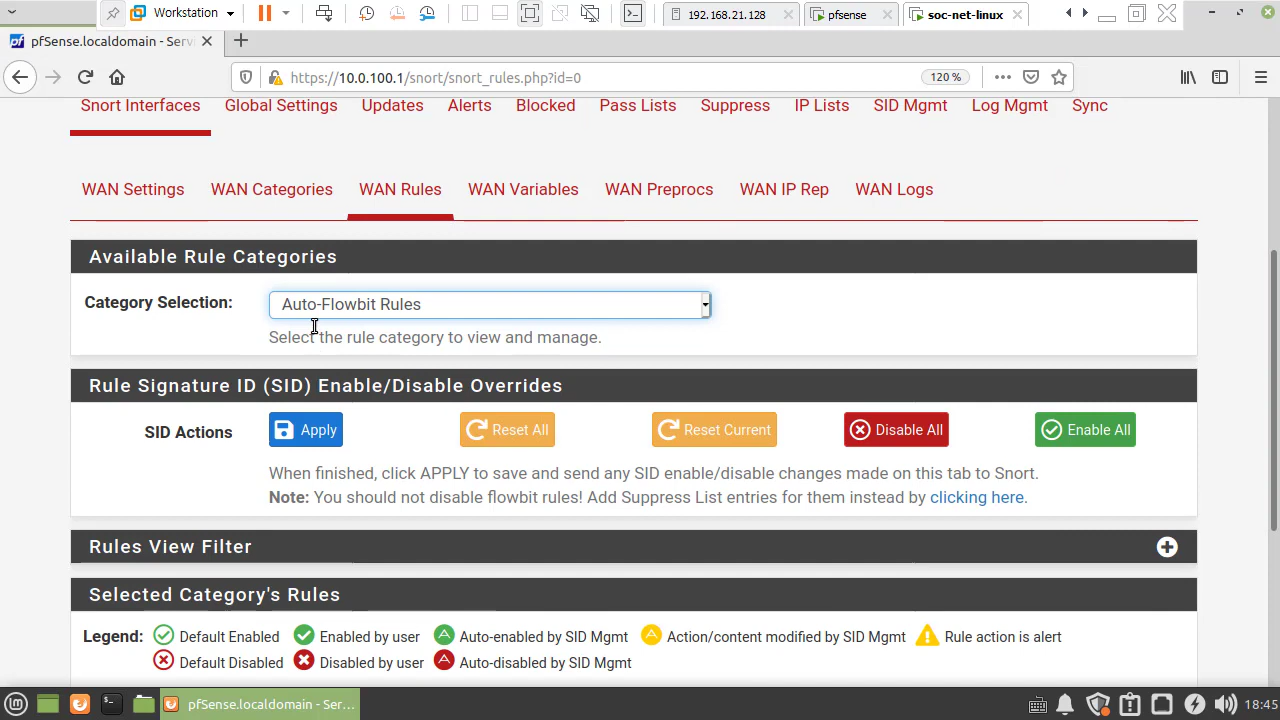 Workstation
192.168.21.128
pfsense
soc-net-linux
pf pfSense.localdomain - Servi
https://10.0.100.1/snort/snort_rules.php?id=0
120 %
Snort Interfaces Global Settings Updates Alerts Blocked Pass Lists Suppress IP Lists SID Mgmt Log Mgmt Sync
WAN Settings WAN Categories WAN Rules WAN Variables WAN Preprocs WAN IP Rep WAN Logs
Available Rule Categories
Category Selection: Auto-Flowbit Rules
Select the rule category to view and manage.
Rule Signature ID (SID) Enable/Disable Overrides
SID Actions Apply Reset All Reset Current Disable All Enable All
When finished, click APPLY to save and send any SID enable/disable changes made on this tab to Snort.
Note: You should not disable flowbit rules! Add Suppress List entries for them instead by clicking here.
Rules View Filter
Selected Category's Rules
Legend: Default Enabled Enabled by user Auto-enabled by SID Mgmt Action/content modified by SID Mgmt Rule action is alert
Default Disabled Disabled by user Auto-disabled by SID Mgmt
pfSense.localdomain - Ser...
18:45